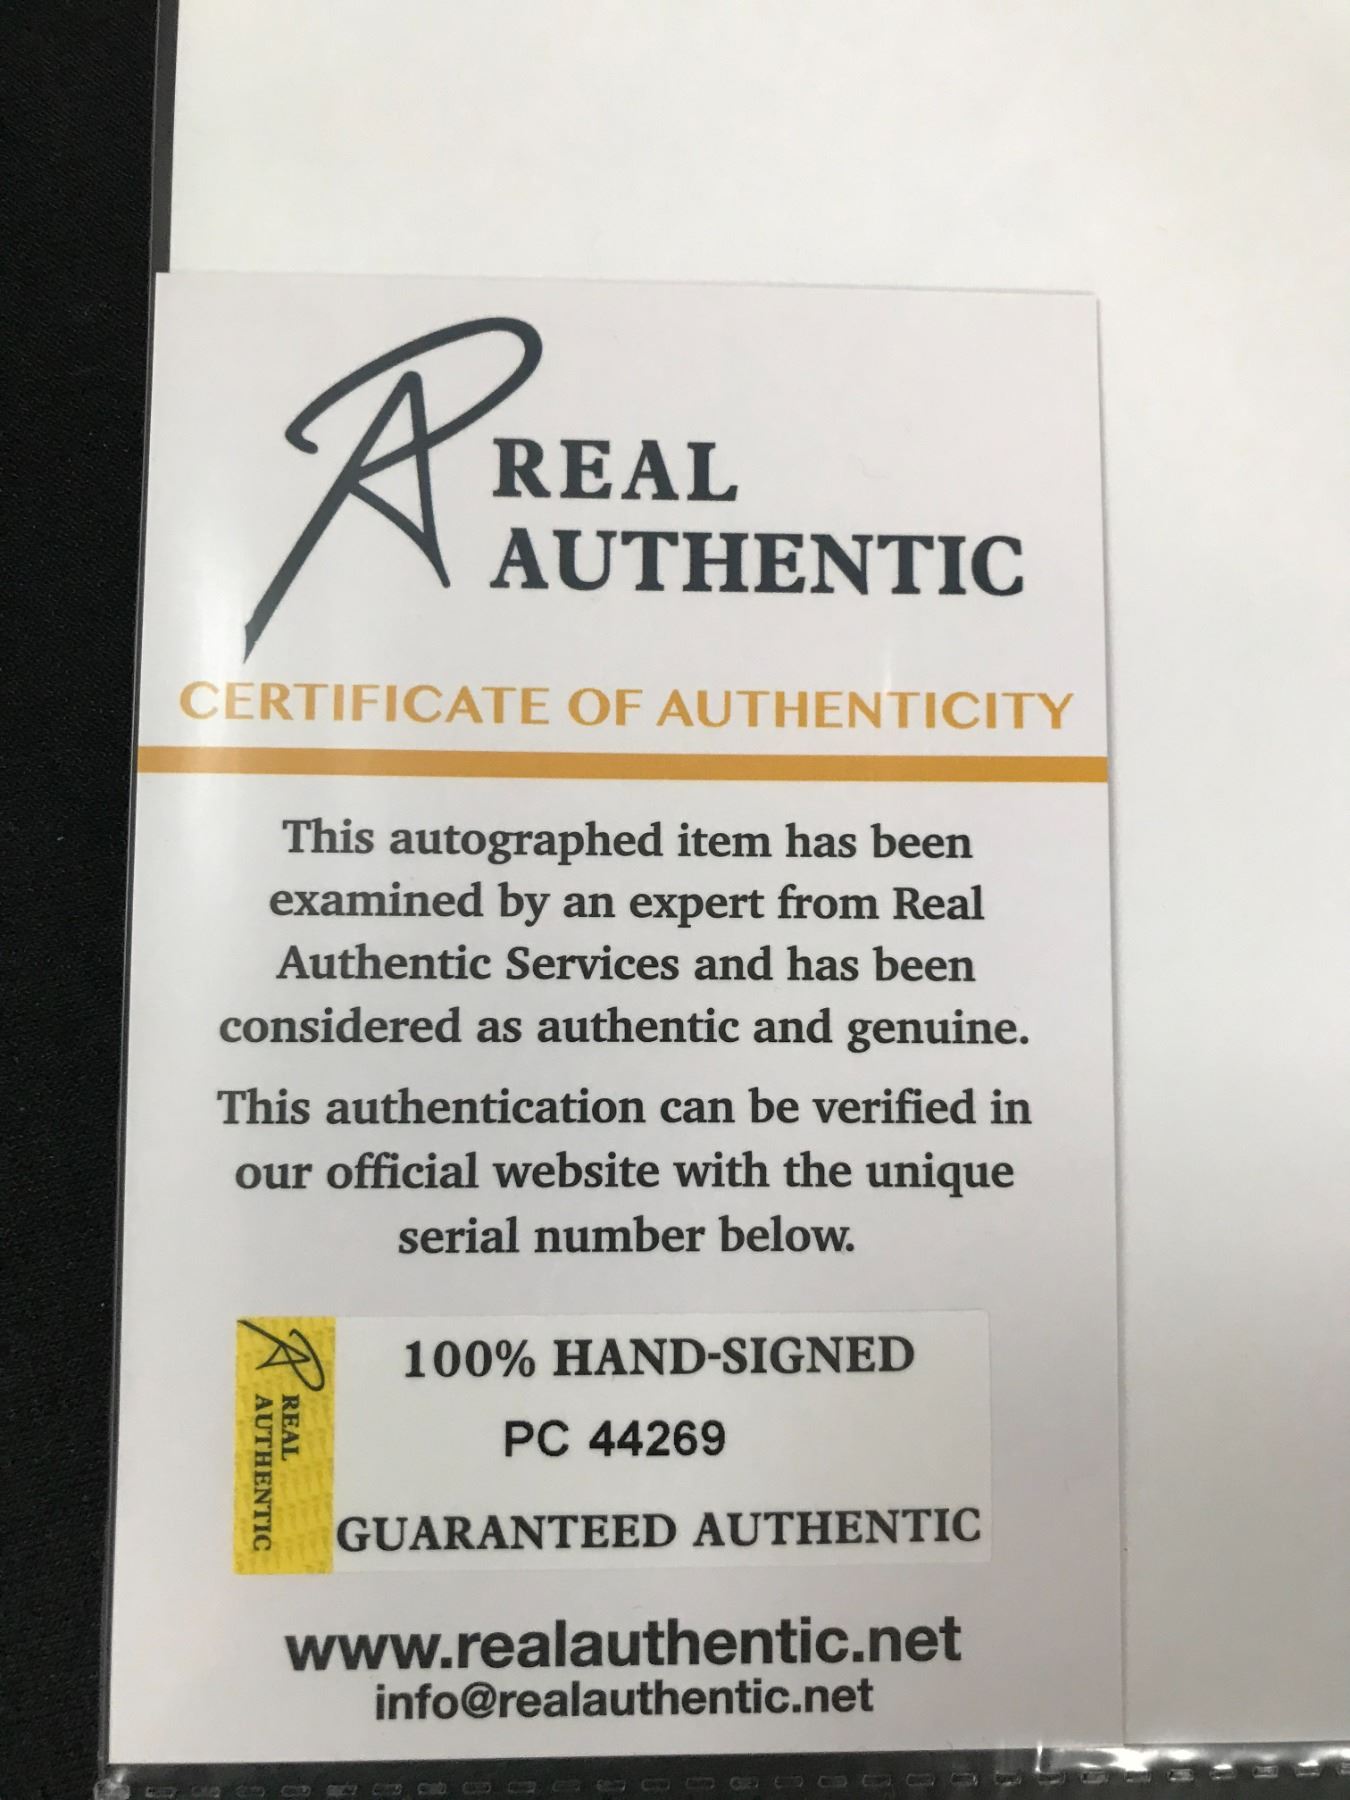 REAL
AUTHENTIC
CERTIFICATE OF AUTHENTICITY
This autographed item has been
examined by an expert from Real
Authentic Services and has been
considered as authentic and genuine.
This authentication can be verified in
our official website with the unique
serial number below.
REAL
AUTHENTIC
100% HAND-SIGNED
PC 44269
GUARANTEED AUTHENTIC
www.realauthentic.net
info@realauthentic.net